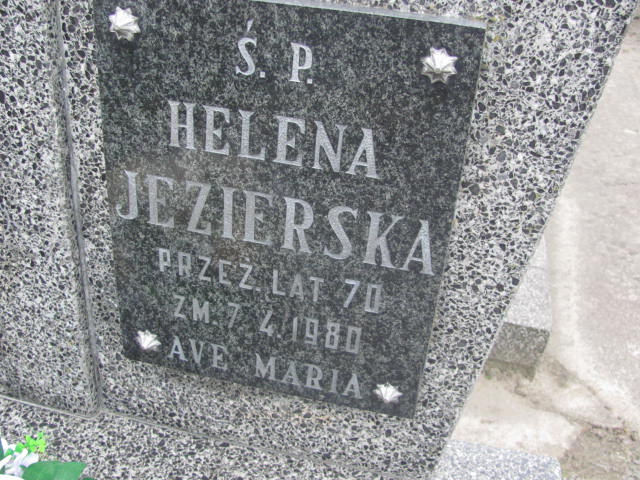 Ś. P.
HELENA
JEZIERSKA
PRZEŻ. LAT 70
ZM. 7. 4. 1980
AVE MARIA